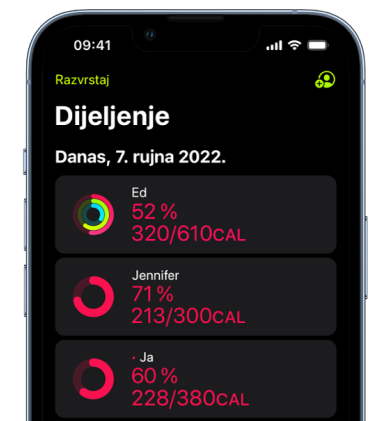 09:41
Razvrstaj
Dijeljenje
Danas, 7. rujna 2022.
Ed
52 %
320/610CAL
Jennifer
71 %
213/300CAL
• Ja
60 %
228/380CAL